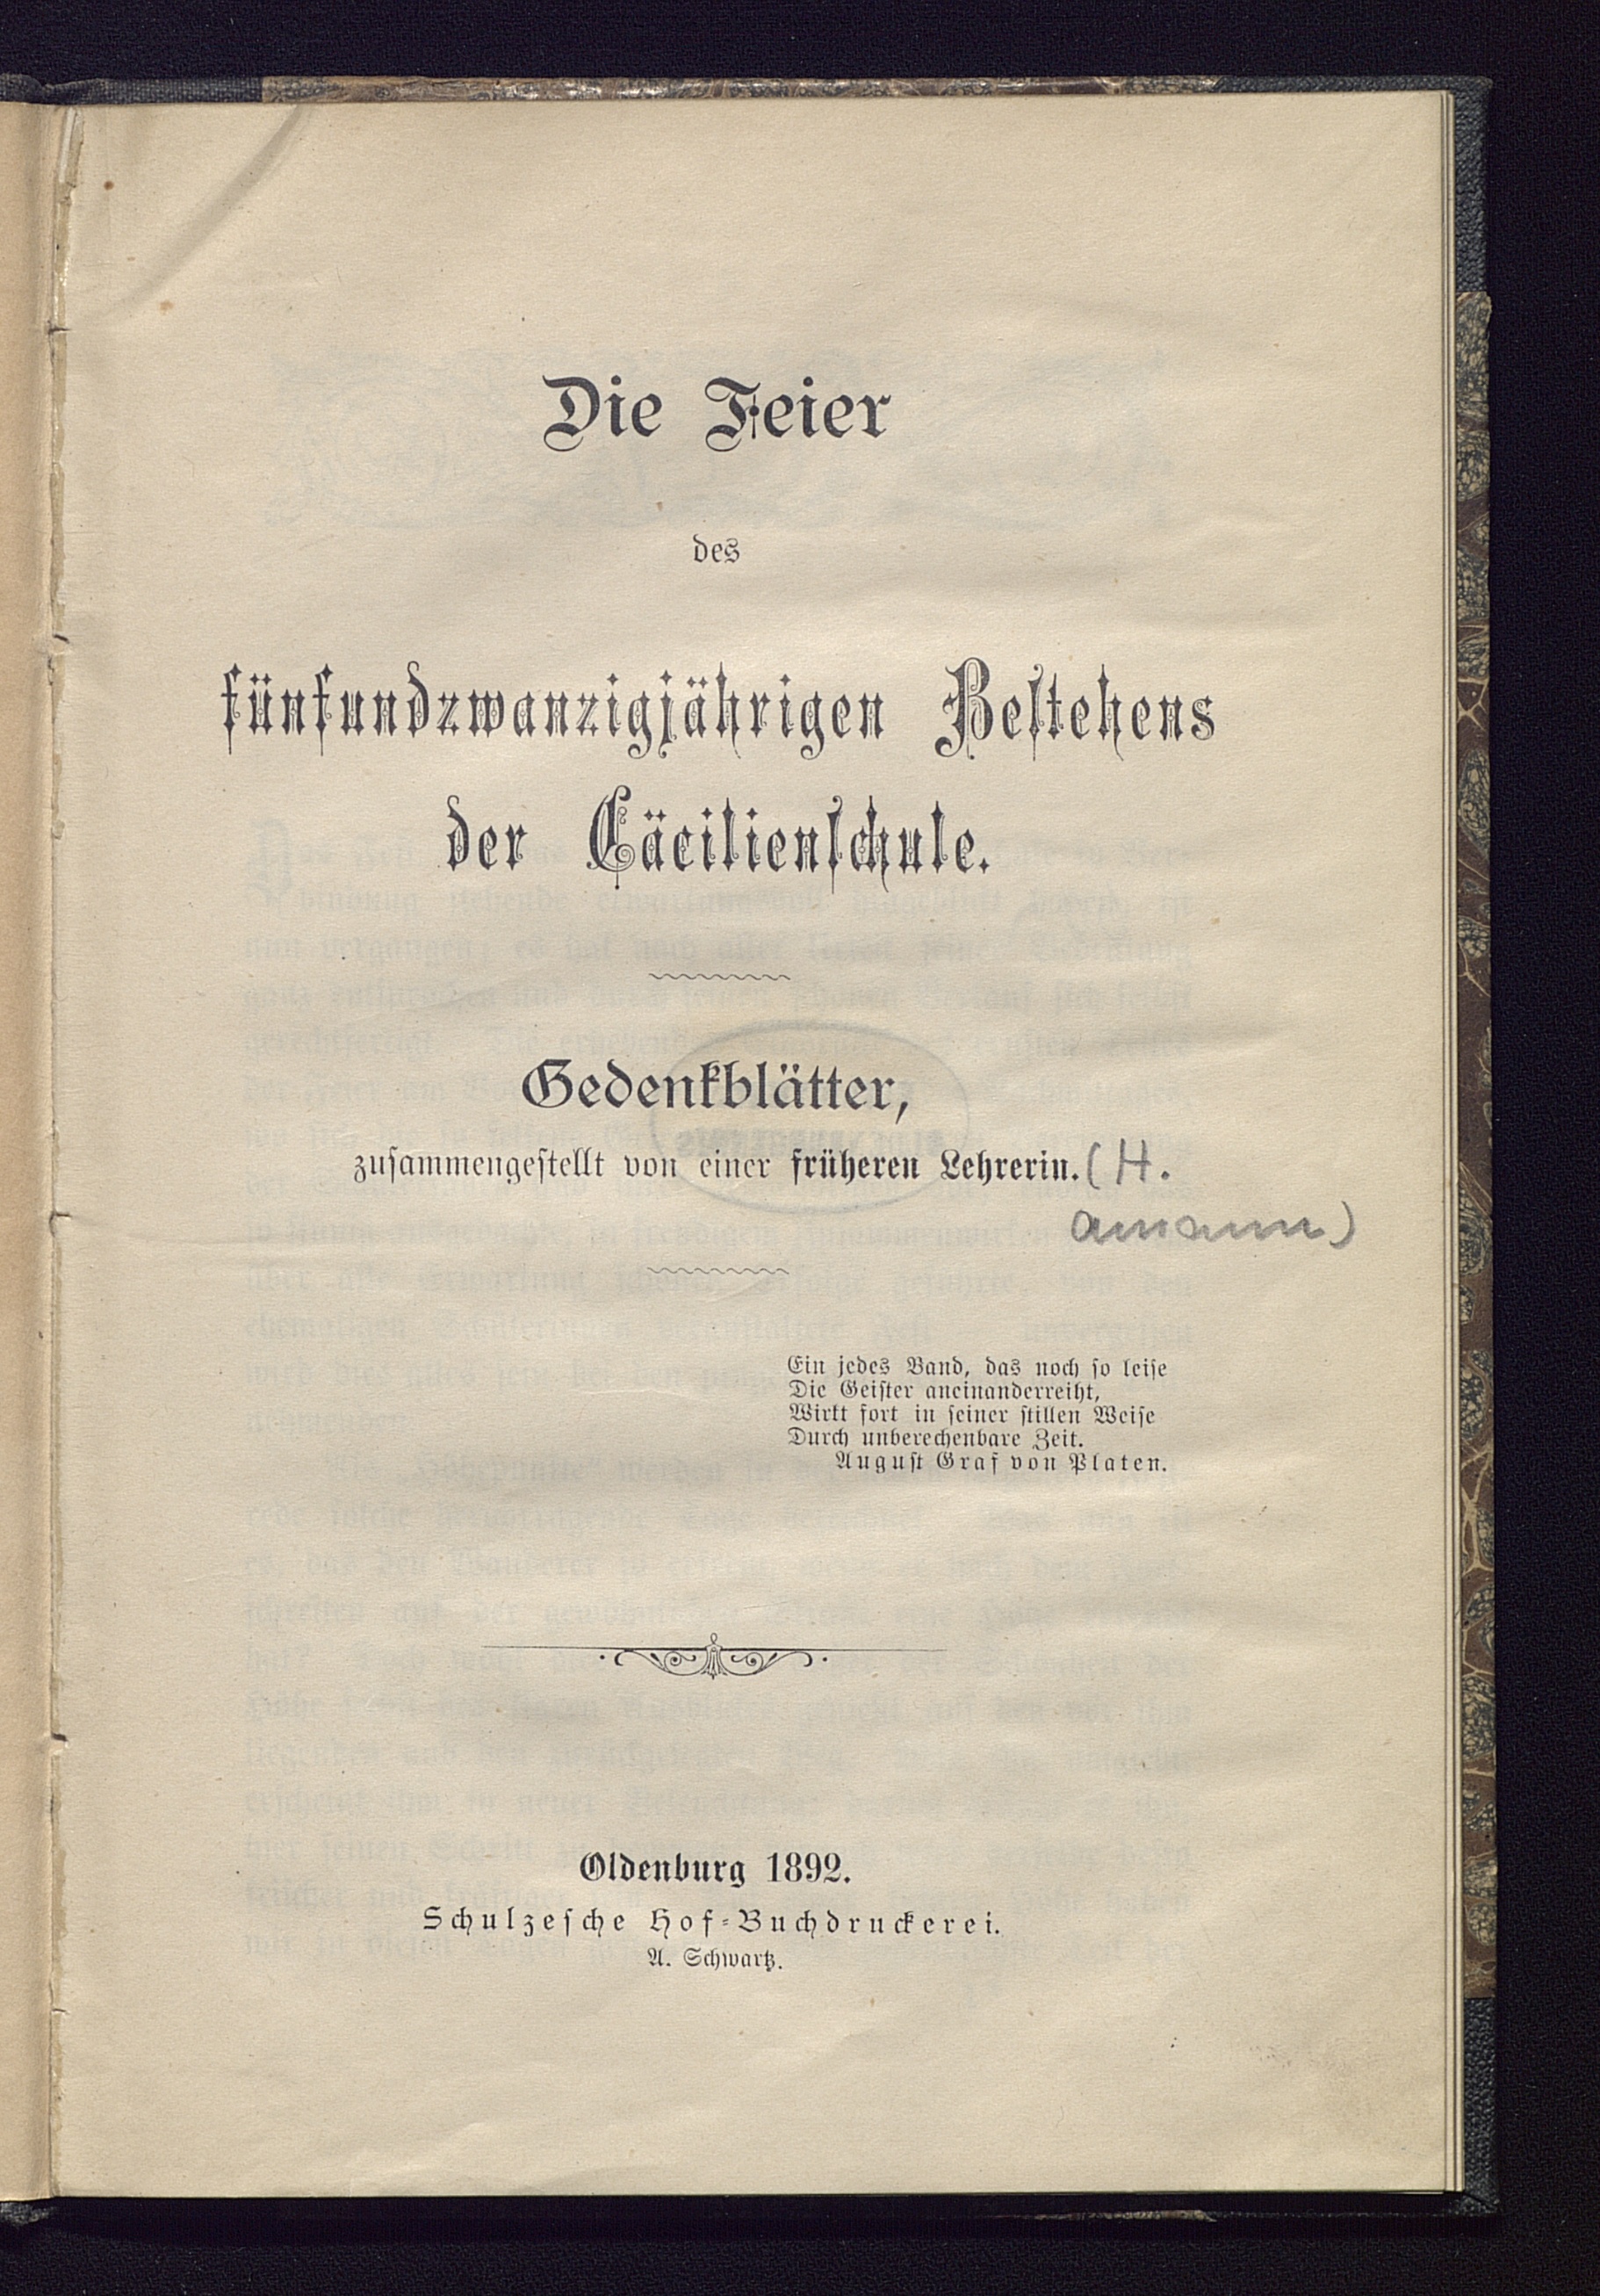 Die Feier
des
fünfundzwanzigjährigen Bestehens
der Cäcilienschule.
Gedenkblätter,
zusammengestellt von einer früheren Lehrerin. (H.
Amann)
Ein jedes Band, das noch so leise
Die Geister aneinanderreiht,
Wirkt fort in seiner stillen Weise
Durch unberechenbare Zeit.
August Graf von Platen.
Oldenburg 1892.
Schulzesche Hof-Buchdruckerei.
A. Schwartz.